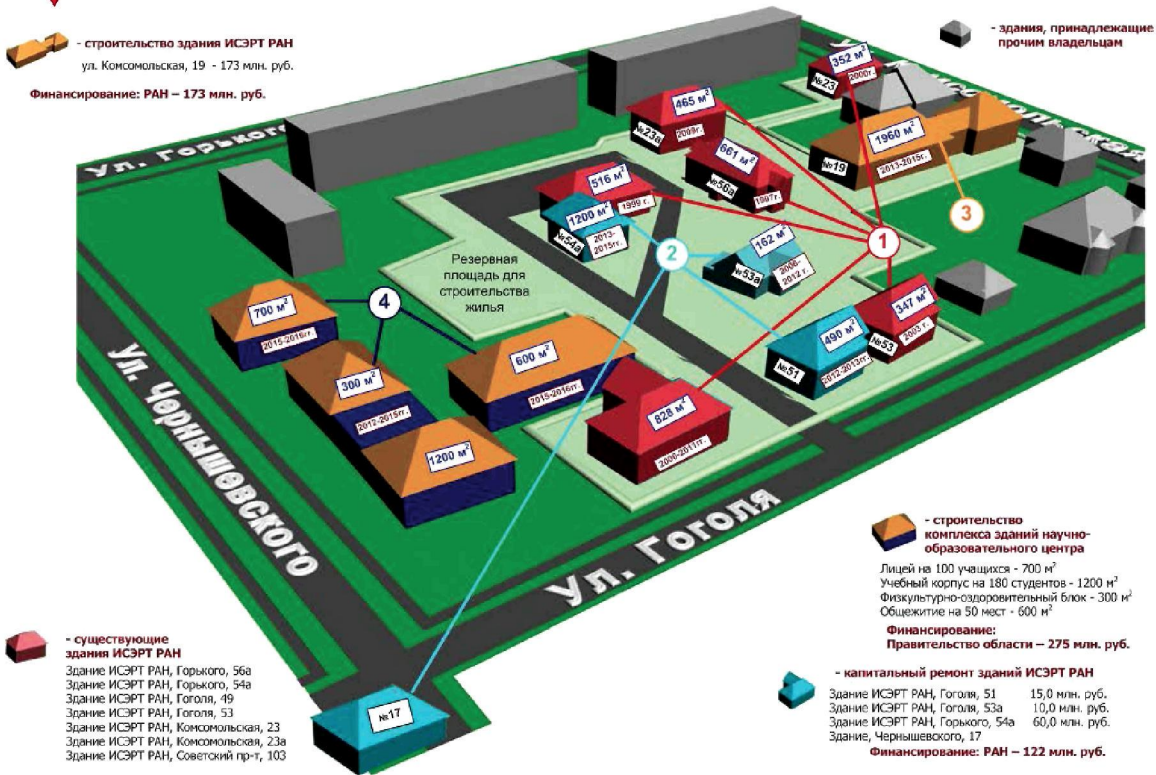 - строительство здания ИСЭРТ РАН
ул. Комсомольская, 19 - 173 млн. руб.
Финансирование: РАН – 173 млн. руб.
- здания, принадлежащие
прочим владельцам
Ул. Горького
352 м²
2000г.
№23
465 м²
2009г.
№23а
1960 м²
2013-2015г.
№19
661 м²
1997г.
№56а
3
516 м²
1999 г.
1200 м²
2013-
2015гг.
№54а
2
162 м²
2006-
2012 г.
№53а
1
Резервная
площадь для
строительства
жилья
347 м²
2003 г.
№53
490 м²
2012-2013гг.
№51
4
700 м²
2015-2016гг.
600 м²
2015-2016гг.
300 м²
2012-2015гг.
828 м²
2006-2011гг.
1200 м²
Ул. Чернышевского
Ул. Гоголя
№17
- строительство
комплекса зданий научно-
образовательного центра
Лицей на 100 учащихся - 700 м²
Учебный корпус на 180 студентов - 1200 м²
Физкультурно-оздоровительный блок - 300 м²
Общежитие на 50 мест - 600 м²
Финансирование:
Правительство области – 275 млн. руб.
- существующие
здания ИСЭРТ РАН
Здание ИСЭРТ РАН, Горького, 56а
Здание ИСЭРТ РАН, Горького, 54а
Здание ИСЭРТ РАН, Гоголя, 49
Здание ИСЭРТ РАН, Гоголя, 53
Здание ИСЭРТ РАН, Комсомольская, 23
Здание ИСЭРТ РАН, Комсомольская, 23а
Здание ИСЭРТ РАН, Советский пр-т, 103
- капитальный ремонт зданий ИСЭРТ РАН
Здание ИСЭРТ РАН, Гоголя, 51 15,0 млн. руб.
Здание ИСЭРТ РАН, Гоголя, 53а 10,0 млн. руб.
Здание ИСЭРТ РАН, Горького, 54а 60,0 млн. руб.
Здание, Чернышевского, 17
Финансирование: РАН – 122 млн. руб.